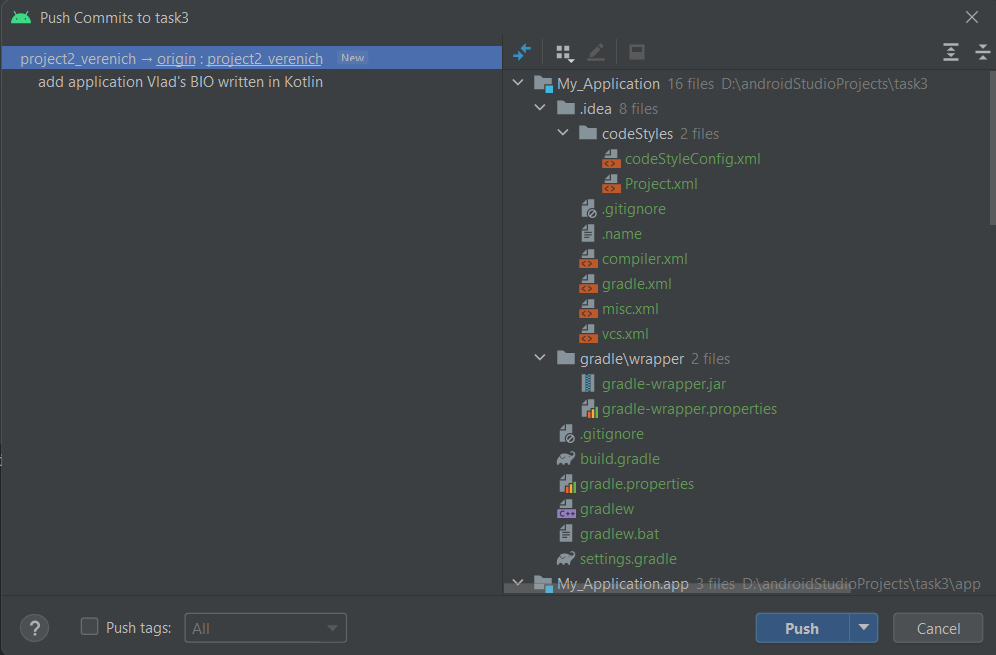 Push Commits to task3
project2_verenich → origin : project2_verenich New
add application Vlad's BIO written in Kotlin
My_Application 16 files D:\androidStudioProjects\task3
.idea 8 files
codeStyles 2 files
codeStyleConfig.xml
Project.xml
.gitignore
.name
compiler.xml
gradle.xml
misc.xml
vcs.xml
gradle\wrapper 2 files
gradle-wrapper.jar
gradle-wrapper.properties
.gitignore
build.gradle
gradle.properties
C++ gradlew
gradlew.bat
settings.gradle
My_Application.app 3 files D:\androidStudioProjects\task3\app
? Push tags: All Push Cancel